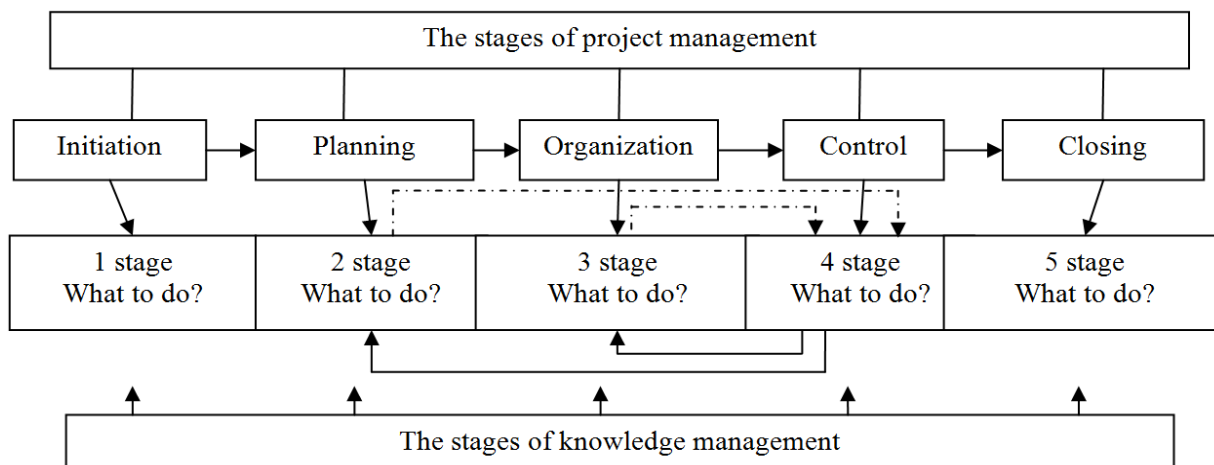 The stages of project management
Initiation
Planning
Organization
Control
Closing
1 stage
What to do?
2 stage
What to do?
3 stage
What to do?
4 stage
What to do?
5 stage
What to do?
The stages of knowledge management